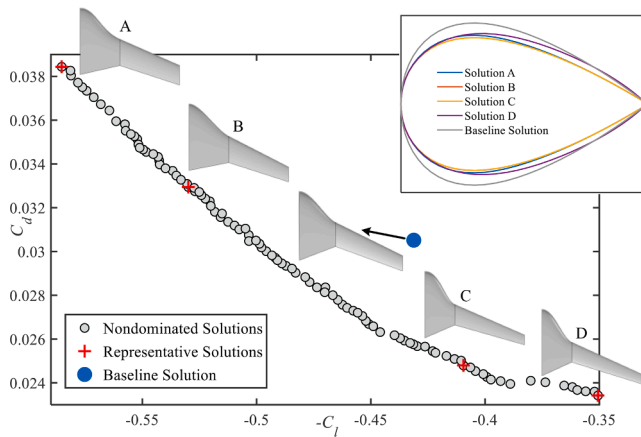 A
B
C
D
Solution A
Solution B
Solution C
Solution D
Baseline Solution
0.038
0.036
0.034
0.032
0.03
0.028
0.026
0.024
C_d
Nondominated Solutions
Representative Solutions
Baseline Solution
-0.55
-0.5
-0.45
-0.4
-0.35
-C_l